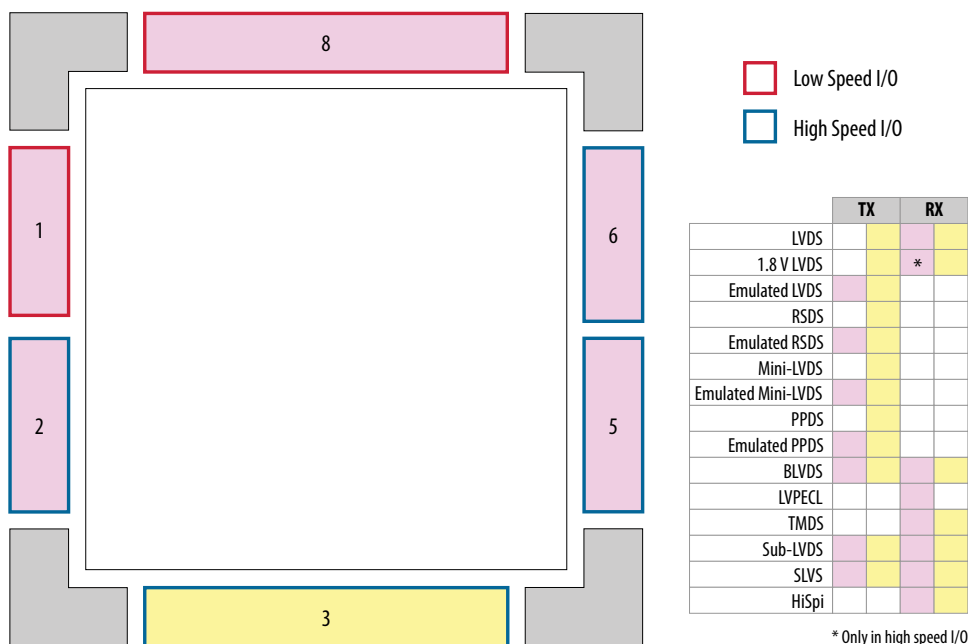 8
Low Speed I/O
High Speed I/O
1
6
TX RX
LVDS
1.8 V LVDS *
Emulated LVDS
RSDS
Emulated RSDS
Mini-LVDS
Emulated Mini-LVDS
PPDS
Emulated PPDS
BLVDS
LVPECL
TMDS
Sub-LVDS
SLVS
HiSpi
2
5
3
* Only in high speed I/O